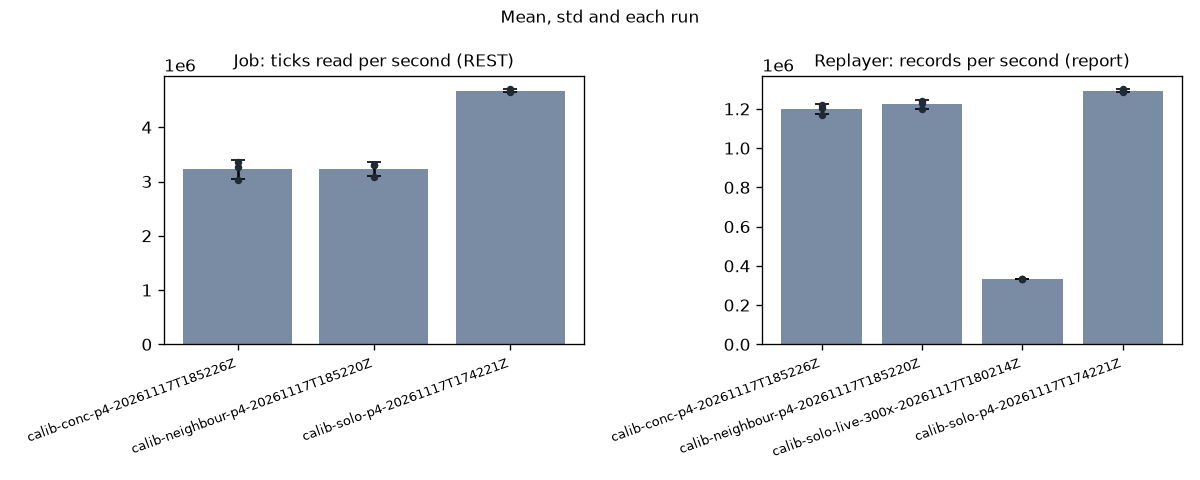 Mean, std and each run
Job: ticks read per second (REST)
1e6
4
3
2
1
0
calib-conc-p4-20261117T185226Z
calib-neighbour-p4-20261117T185220Z
calib-solo-p4-20261117T174221Z
Replayer: records per second (report)
1e6
1.2
1.0
0.8
0.6
0.4
0.2
0.0
calib-conc-p4-20261117T185226Z
calib-neighbour-p4-20261117T185220Z
calib-solo-live-300x-20261117T180214Z
calib-solo-p4-20261117T174221Z